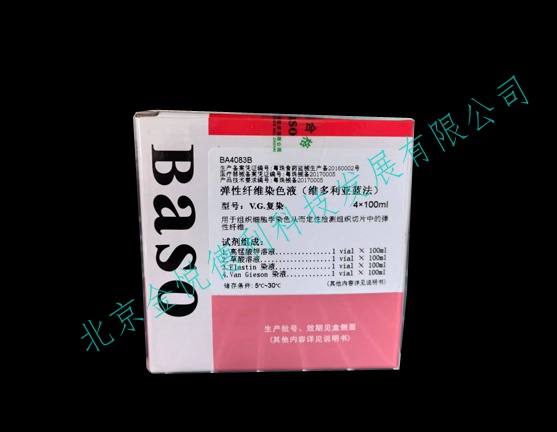 合格
BASO
BaSO
BA4083B
生产备案凭证编号:粤珠食药监械生产备20160002号
医疗器械备案凭证编号:粤珠械备20170005
产品技术要求编号:粤珠械备20170005
弹性纤维染色液(维多利亚蓝法)
型号: V.G.复染 4×100ml
用于组织细胞学染色从而定性检测组织切片中的弹
性纤维。
试剂组成:
1.高锰酸钾溶液 1 vial × 100ml
2.草酸溶液 1 vial × 100ml
3.Elastin 染液 1 vial × 100ml
4.Van Gieson 染液 1 vial × 100ml
储存条件: 5℃~30℃ (其他内容详见说明书)
生产批号、效期见盒侧面
(其他内容详见说明书)
北京金悦德利科技发展有限公司